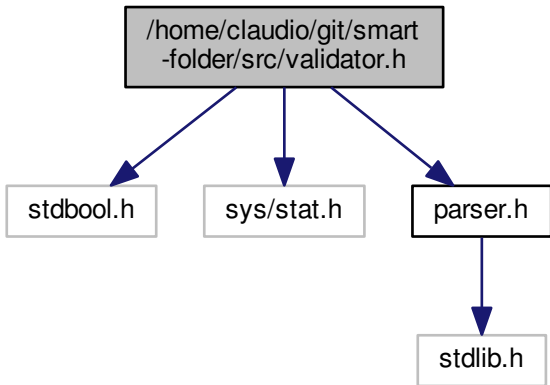 /home/claudio/git/smart
-folder/src/validator.h
stdbool.h
sys/stat.h
parser.h
stdlib.h